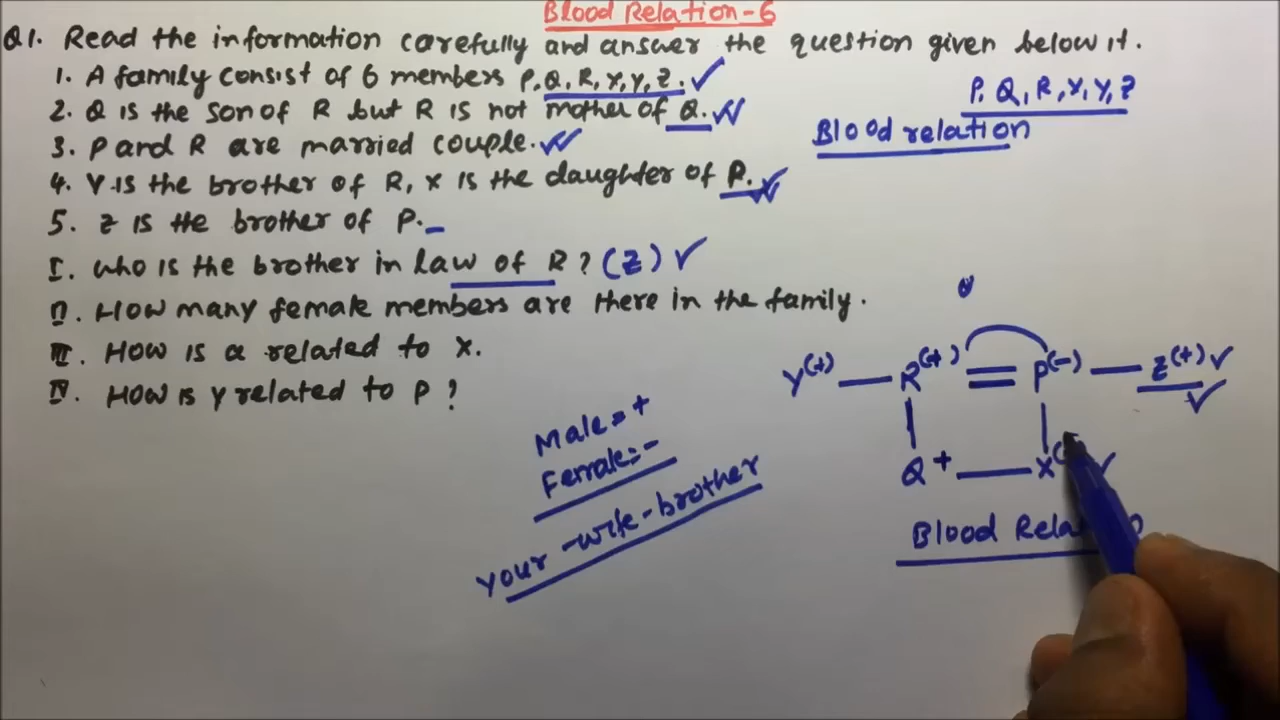 Blood Relation-6
Q1. Read the information carefully and answer the question given below it.
1. A family consist of 6 members P, Q, R, X, Y, Z.
2. Q is the son of R but R is not mother of Q.
3. P and R are married couple.
4. Y is the brother of R, X is the daughter of P.
5. Z is the brother of P.
I. Who is the brother in law of R? (Z)
II. How many female members are there in the family.
III. How is Q related to X.
IV. How is Y related to P?
P, Q, R, X, Y, Z
Blood relation
Male = +
Female = -
Your-wife-brother
Y(+) R(+) P(-) Z(+)
Q + X
Blood